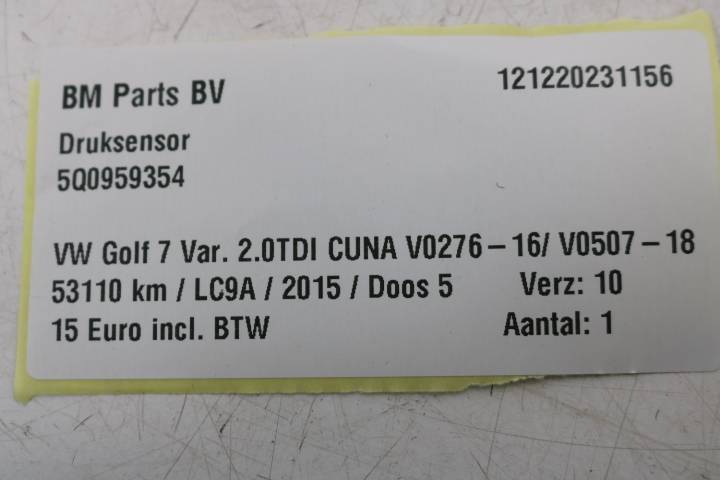 BM Parts BV 121220231156
Druksensor
5Q0959354
VW Golf 7 Var. 2.0TDI CUNA V0276 – 16/ V0507 – 18
53110 km / LC9A / 2015 / Doos 5 Verz: 10
15 Euro incl. BTW Aantal: 1